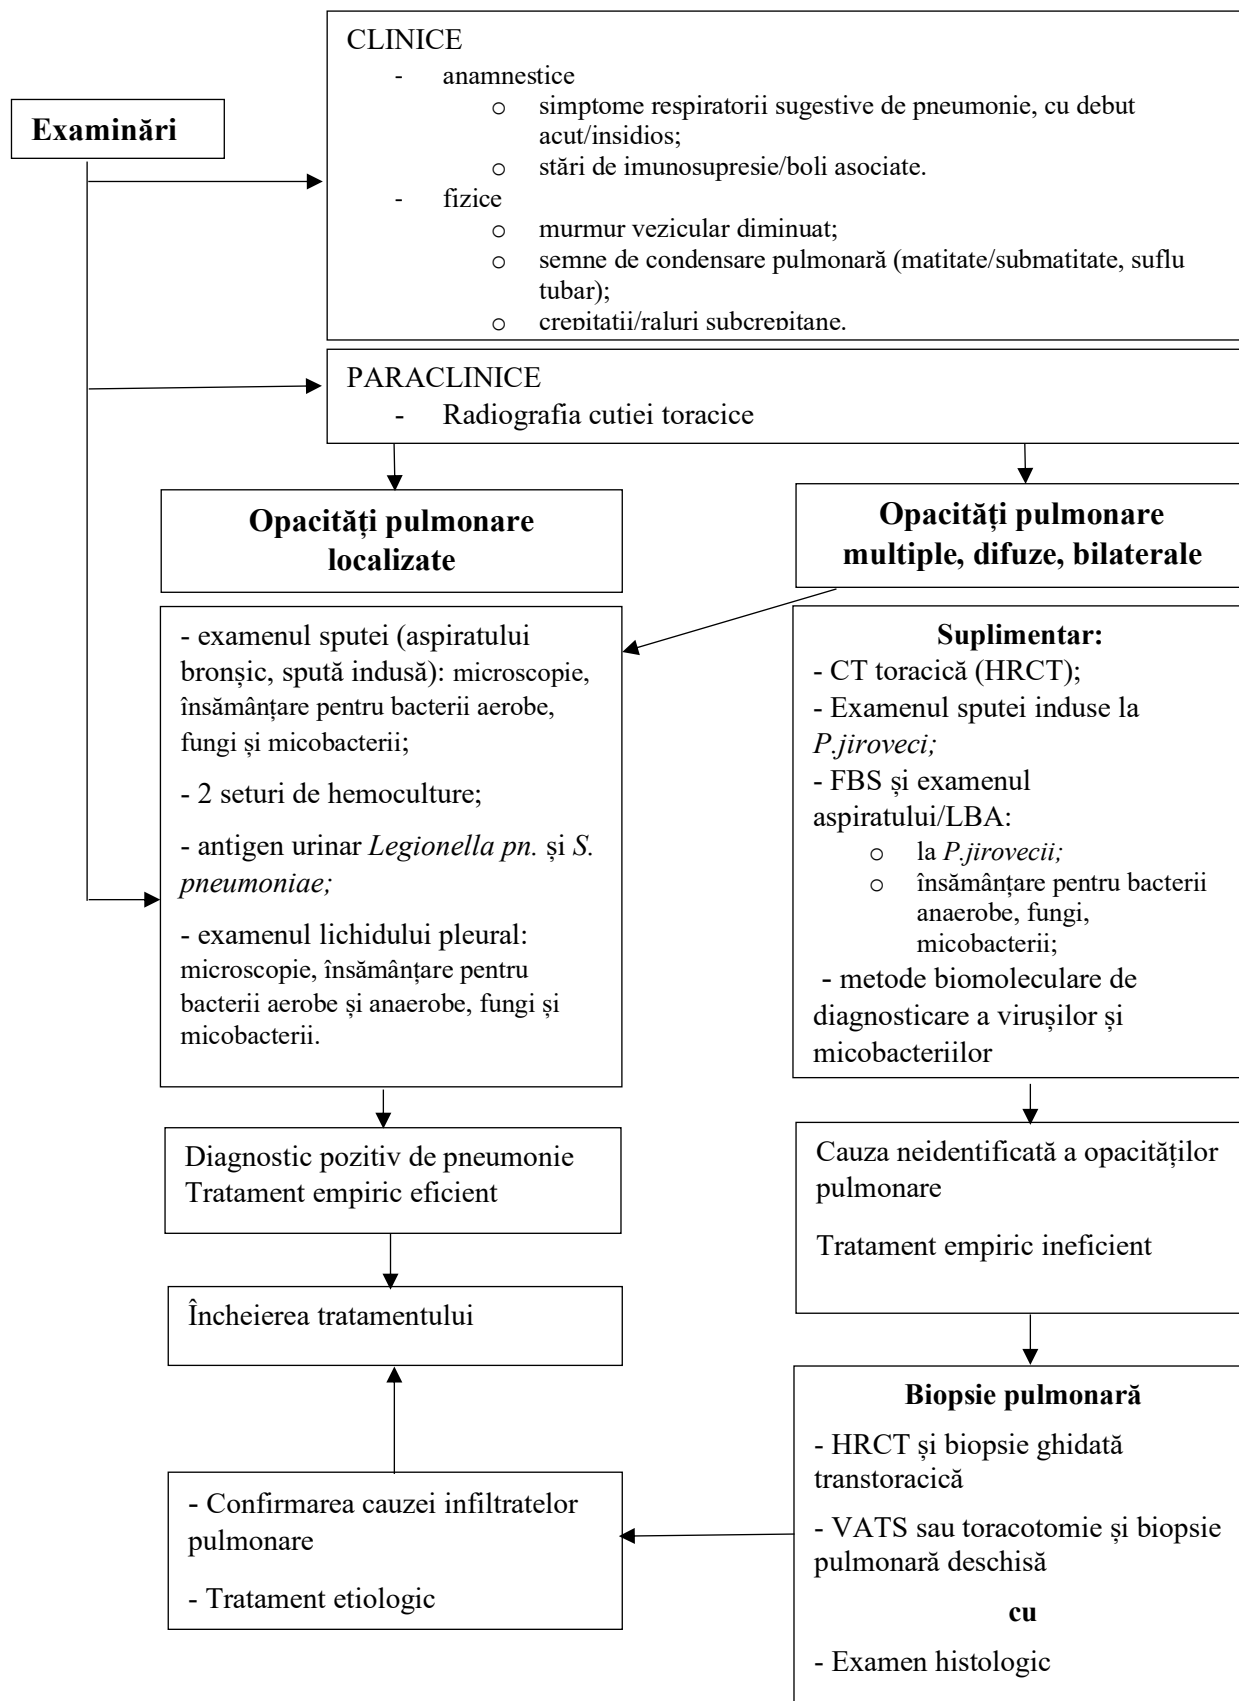 Examinări
CLINICE
- anamnestice
o simptome respiratorii sugestive de pneumonie, cu debut
acut/insidios;
o stări de imunosupresie/boli asociate.
- fizice
o murmur vezicular diminuat;
o semne de condensare pulmonară (matitate/submatitate, suflu
tubar);
o crepitații/raluri subcrepitane.
PARACLINICE
- Radiografia cutiei toracice
Opacități pulmonare
localizate
- examenul sputei (aspiratului
bronșic, spută indusă): microscopie,
însămânțare pentru bacterii aerobe,
fungi și micobacterii;
- 2 seturi de hemoculture;
- antigen urinar Legionella pn. și S.
pneumoniae;
- examenul lichidului pleural:
microscopie, însămânțare pentru
bacterii aerobe și anaerobe, fungi și
micobacterii.
Opacități pulmonare
multiple, difuze, bilaterale
Suplimentar:
- CT toracică (HRCT);
- Examenul sputei induse la
P.jiroveci;
- FBS și examenul
aspiratului/LBA:
o la P.jirovecii;
o însămânțare pentru bacterii
anaerobe, fungi,
micobacterii;
- metode biomoleculare de
diagnosticare a virușilor și
micobacteriilor
Diagnostic pozitiv de pneumonie
Tratament empiric eficient
Cauza neidentificată a opacităților
pulmonare
Tratament empiric ineficient
Încheierea tratamentului
Biopsie pulmonară
- HRCT și biopsie ghidată
transtoracică
- VATS sau toracotomie și biopsie
pulmonară deschisă
cu
- Examen histologic
- Confirmarea cauzei infiltratelor
pulmonare
- Tratament etiologic